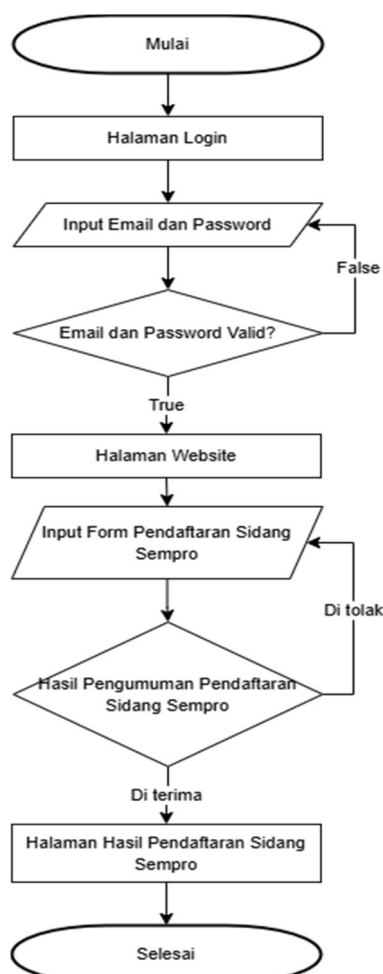 Mulai
Halaman Login
Input Email dan Password
False
Email dan Password Valid?
True
Halaman Website
Input Form Pendaftaran Sidang
Sempro
Di tolak
Hasil Pengumuman Pendaftaran
Sidang Sempro
Di terima
Halaman Hasil Pendaftaran Sidang
Sempro
Selesai